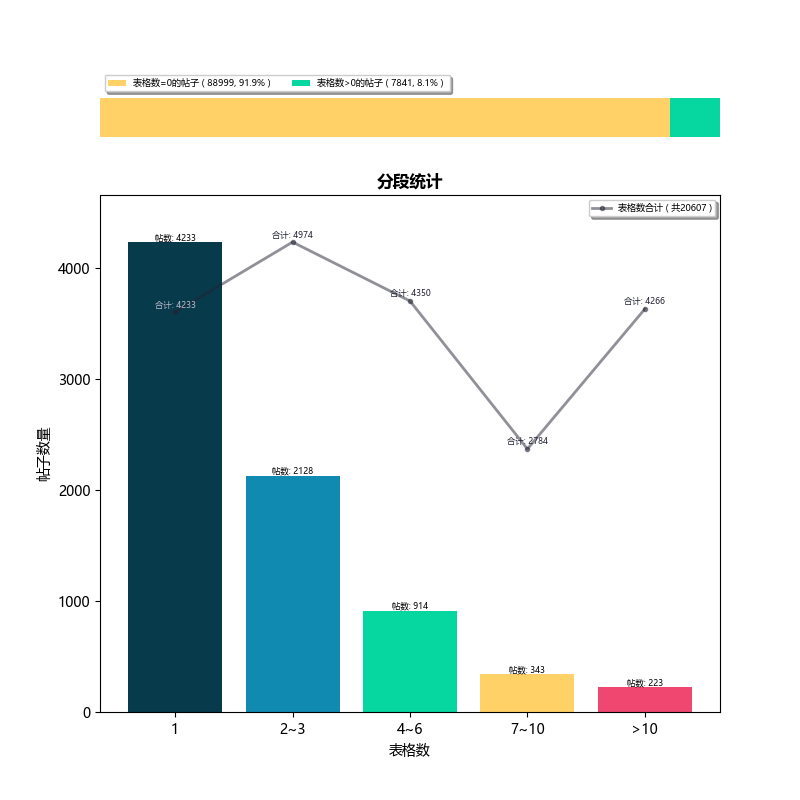 表格数=0的帖子 ( 88999, 91.9% )
表格数>0的帖子 ( 7841, 8.1% )
分段统计
表格数合计 ( 共20607 )
合计: 4974
帖数: 4233
4000
合计: 4350
合计: 4266
合计: 4233
3000
合计: 2784
帖子数量
帖数: 2128
2000
1000
帖数: 914
帖数: 343
帖数: 223
0
1
2~3
4~6
7~10
>10
表格数